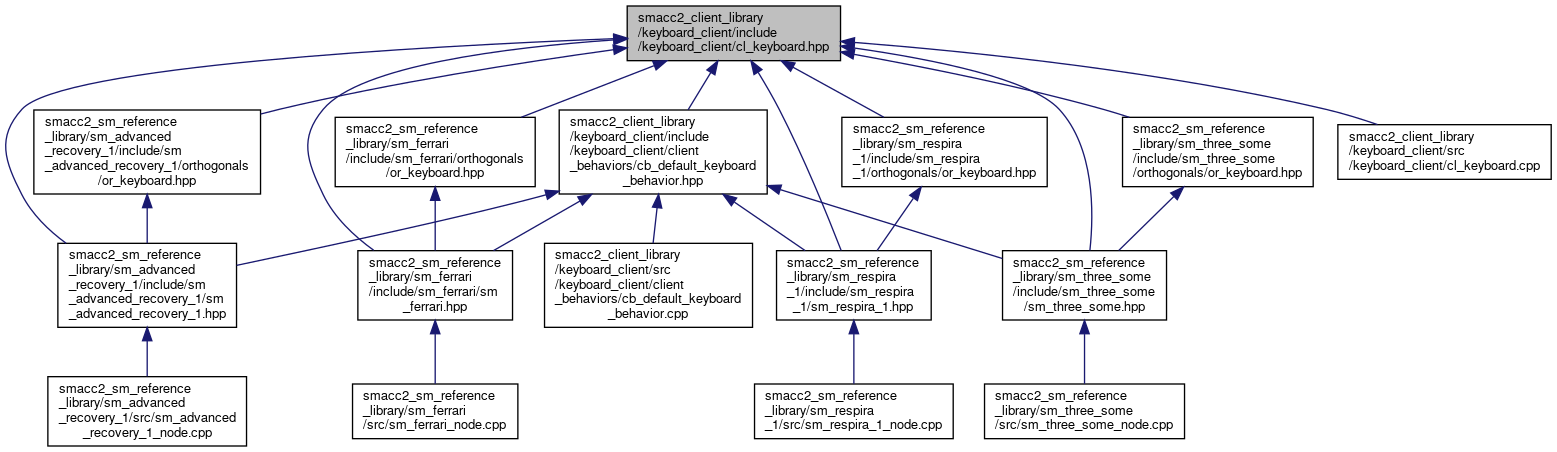 smacc2_client_library
/keyboard_client/include
/keyboard_client/cl_keyboard.hpp
smacc2_sm_reference
_library/sm_advanced
_recovery_1/include/sm
_advanced_recovery_1/orthogonals
/or_keyboard.hpp
smacc2_sm_reference
_library/sm_ferrari
/include/sm_ferrari/orthogonals
/or_keyboard.hpp
smacc2_client_library
/keyboard_client/include
/keyboard_client/client
_behaviors/cb_default_keyboard
_behavior.hpp
smacc2_sm_reference
_library/sm_respira
_1/include/sm_respira
_1/orthogonals/or_keyboard.hpp
smacc2_sm_reference
_library/sm_three_some
/include/sm_three_some
/orthogonals/or_keyboard.hpp
smacc2_client_library
/keyboard_client/src
/keyboard_client/cl_keyboard.cpp
smacc2_sm_reference
_library/sm_advanced
_recovery_1/include/sm
_advanced_recovery_1/sm
_advanced_recovery_1.hpp
smacc2_sm_reference
_library/sm_ferrari
/include/sm_ferrari/sm
_ferrari.hpp
smacc2_client_library
/keyboard_client/src
/keyboard_client/client
_behaviors/cb_default_keyboard
_behavior.cpp
smacc2_sm_reference
_library/sm_respira
_1/include/sm_respira
_1/sm_respira_1.hpp
smacc2_sm_reference
_library/sm_three_some
/include/sm_three_some
/sm_three_some.hpp
smacc2_sm_reference
_library/sm_advanced
_recovery_1/src/sm_advanced
_recovery_1_node.cpp
smacc2_sm_reference
_library/sm_ferrari
/src/sm_ferrari_node.cpp
smacc2_sm_reference
_library/sm_respira
_1/src/sm_respira_1_node.cpp
smacc2_sm_reference
_library/sm_three_some
/src/sm_three_some_node.cpp